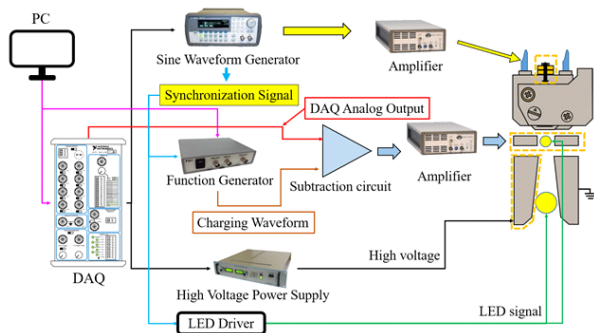 PC
Sine Waveform Generator
Amplifier
Synchronization Signal
DAQ Analog Output
Function Generator
Subtraction circuit
Amplifier
Charging Waveform
High voltage
DAQ
High Voltage Power Supply
LED signal
LED Driver